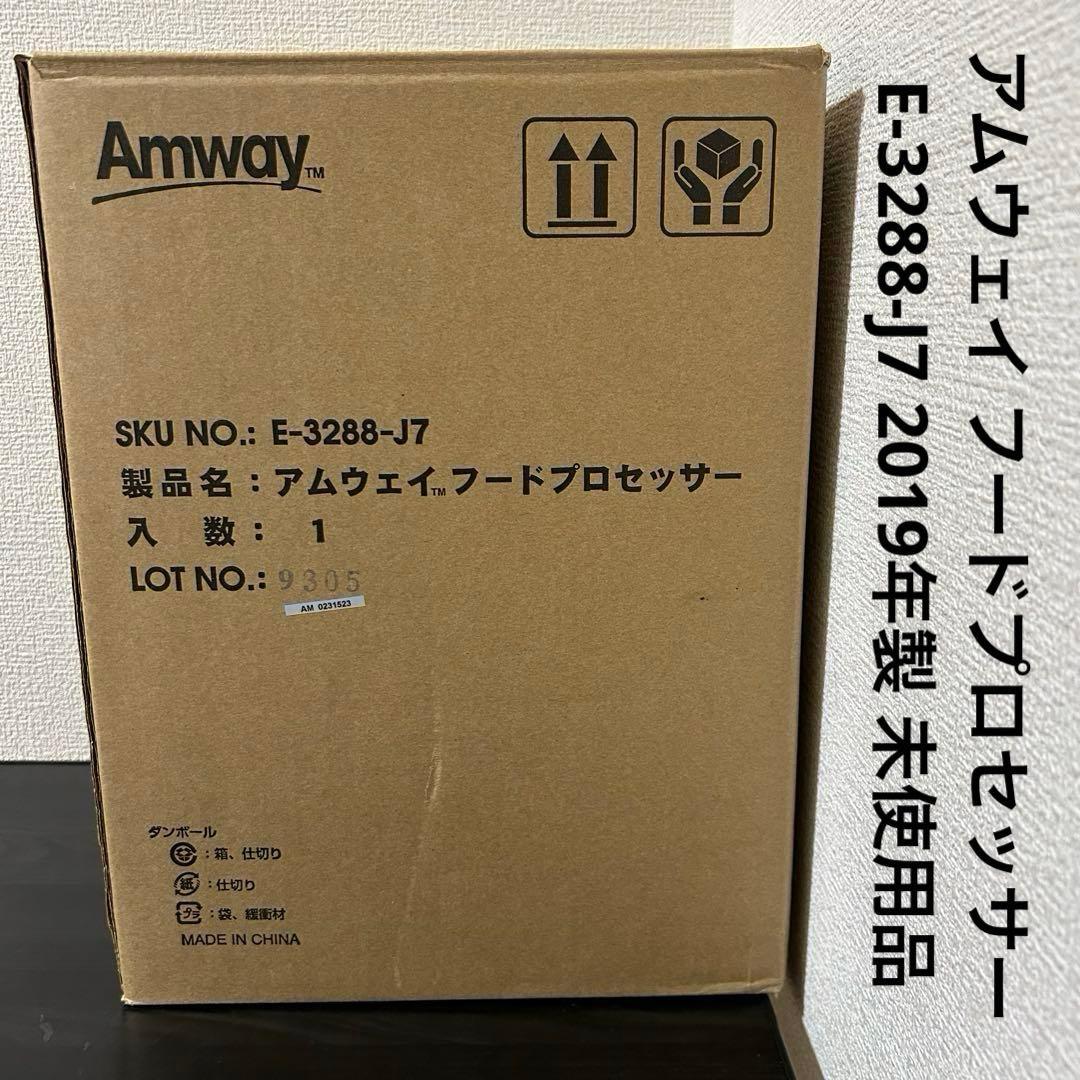 Amway™
SKU NO.: E-3288-J7
製品名：アムウェイ™フードプロセッサー
入 数： 1
LOT NO.: 9305
AM 0231523
ダンボール
：箱、仕切り
紙：仕切り
プラ：袋、緩衝材
MADE IN CHINA
アムウェイ フードプロセッサー
E-3288-J7 2019年製 未使用品